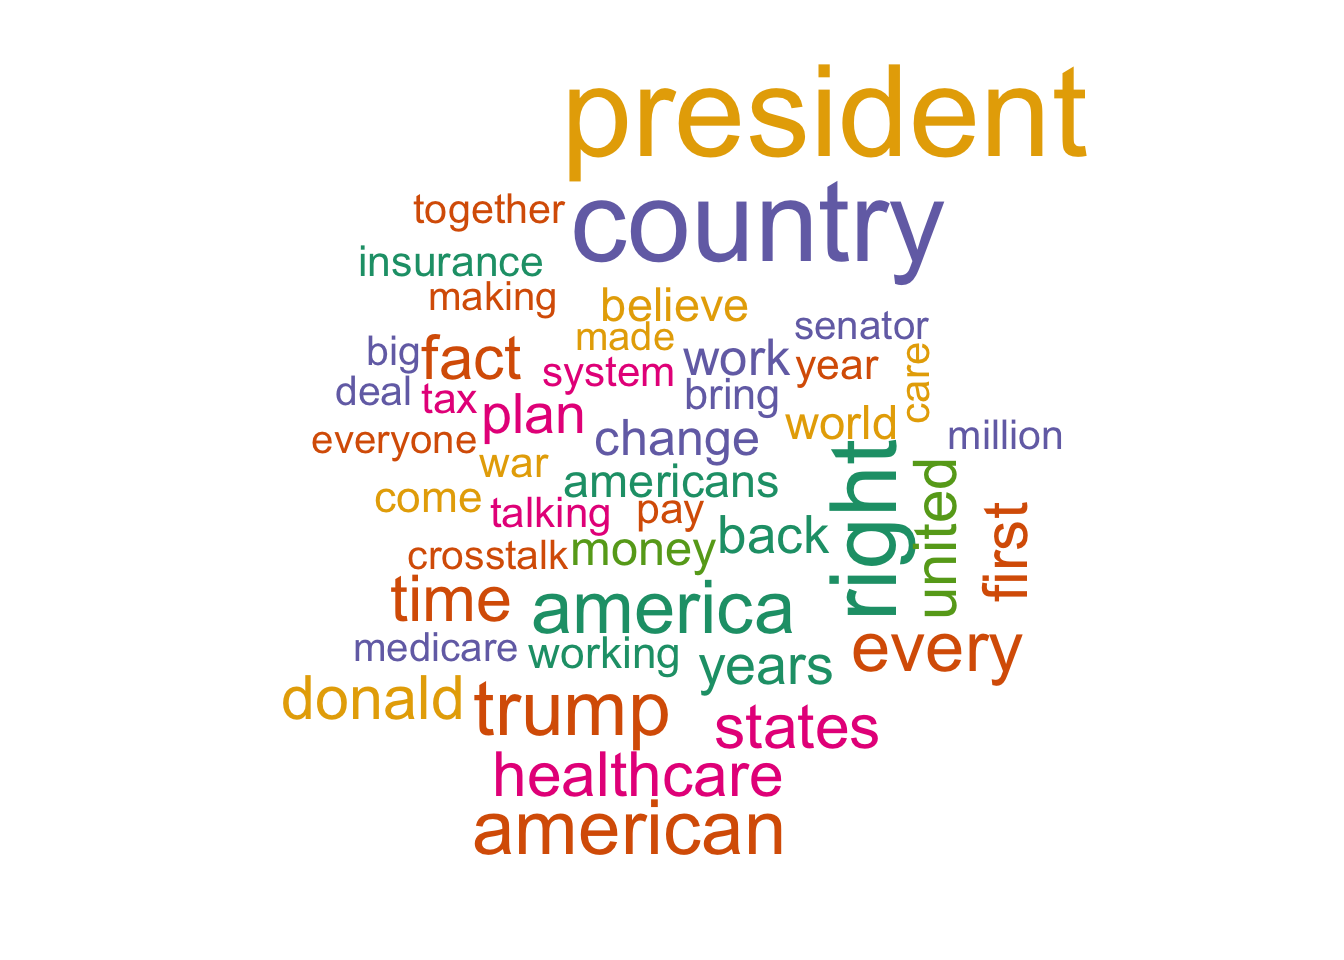 president
together
country
insurance
making
believe
senator
made
big
fact
work
year
care
system
deal
tax
bring
plan
world
everyone
change
million
war
americans
right
united
come
talking
pay
first
back
crosstalk
money
time
america
medicare
working
years
every
donald
trump
states
healthcare
american